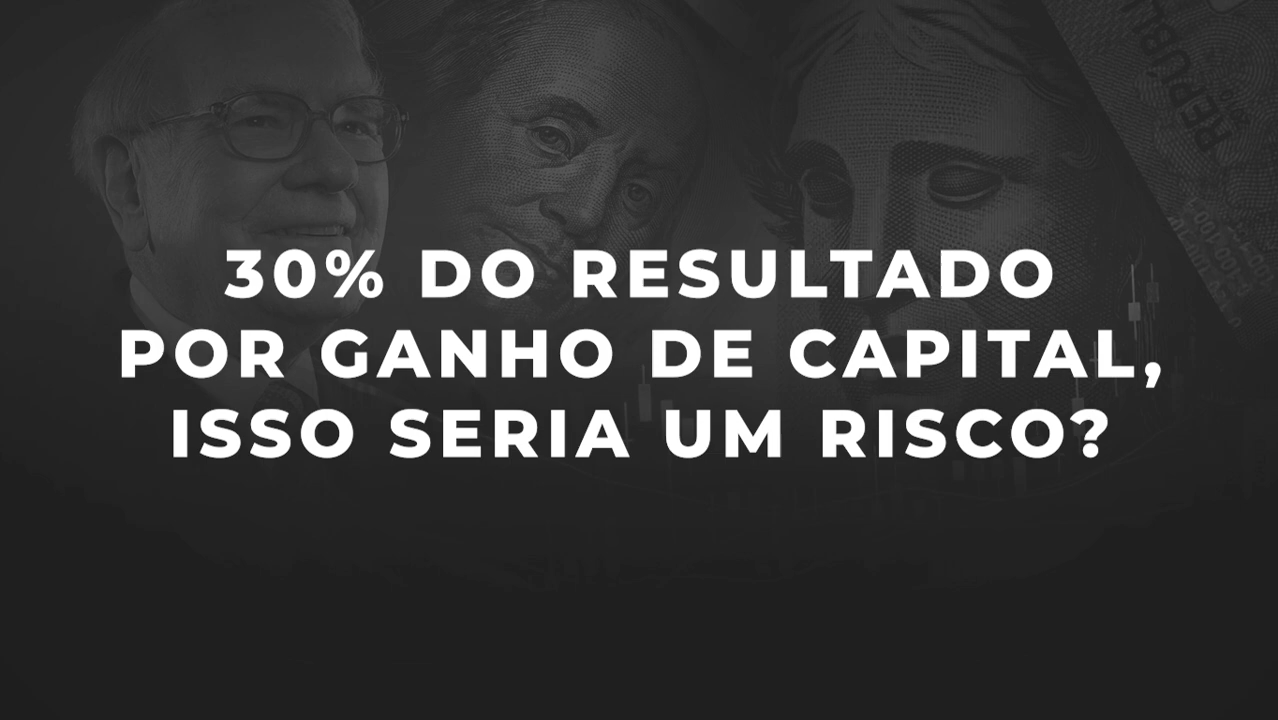 30% DO RESULTADO
POR GANHO DE CAPITAL,
ISSO SERIA UM RISCO?